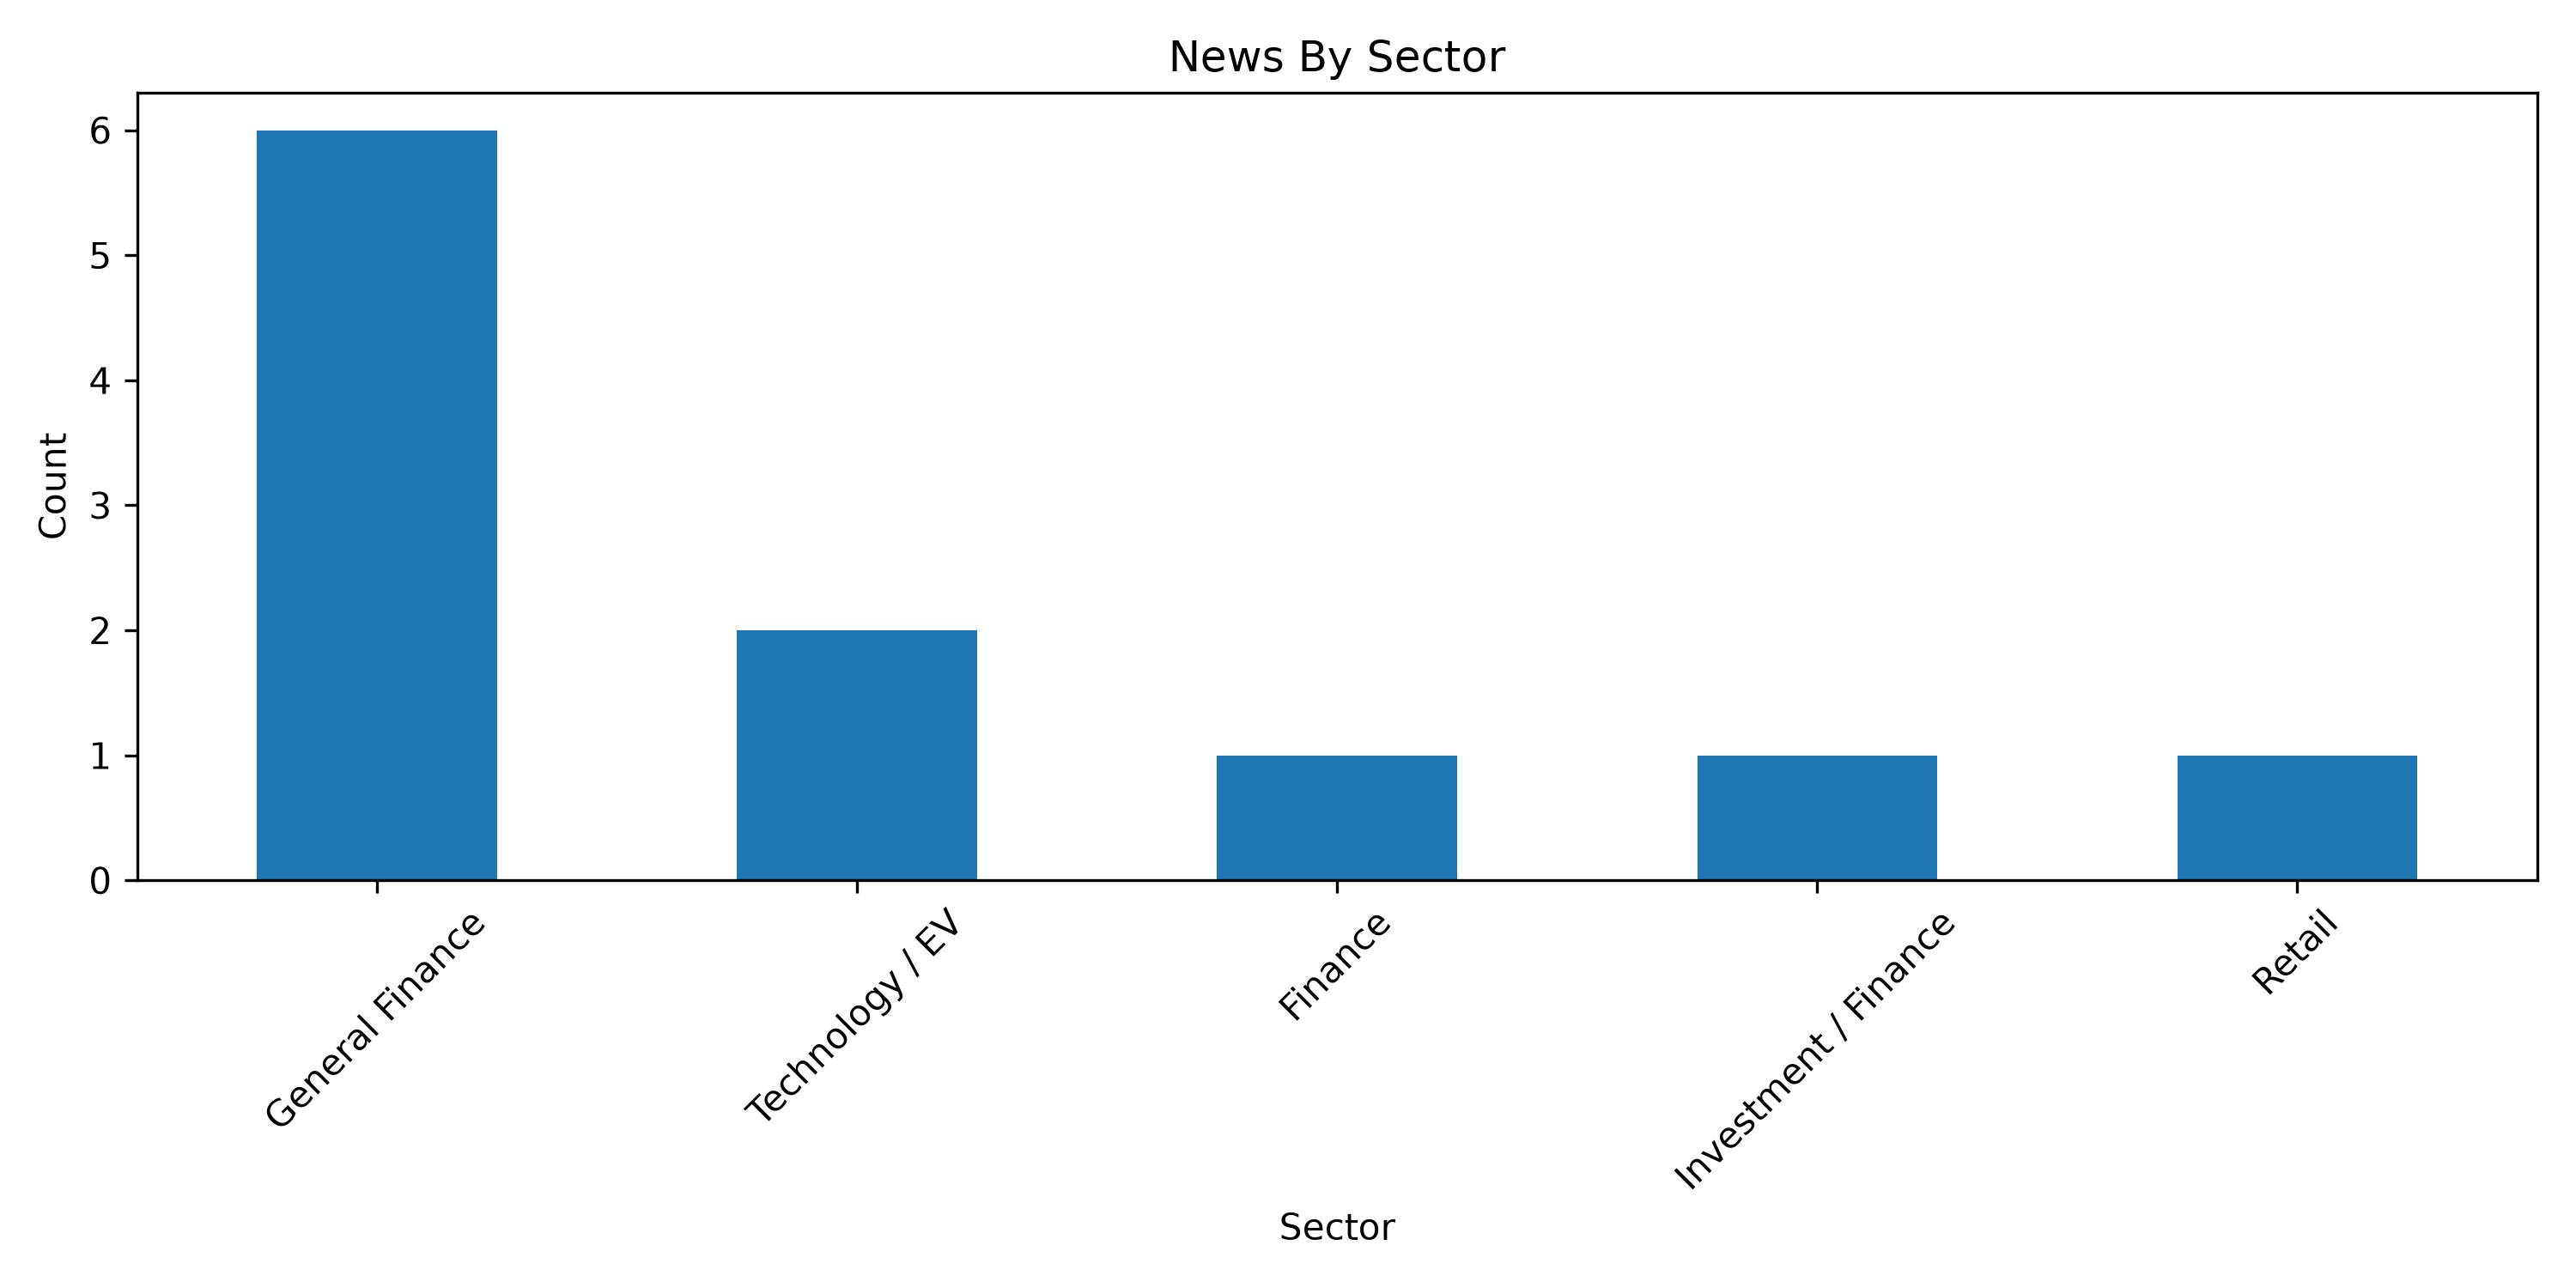 News By Sector
Count
6
5
4
3
2
1
0
General Finance
Technology / EV
Finance
Investment / Finance
Retail
Sector